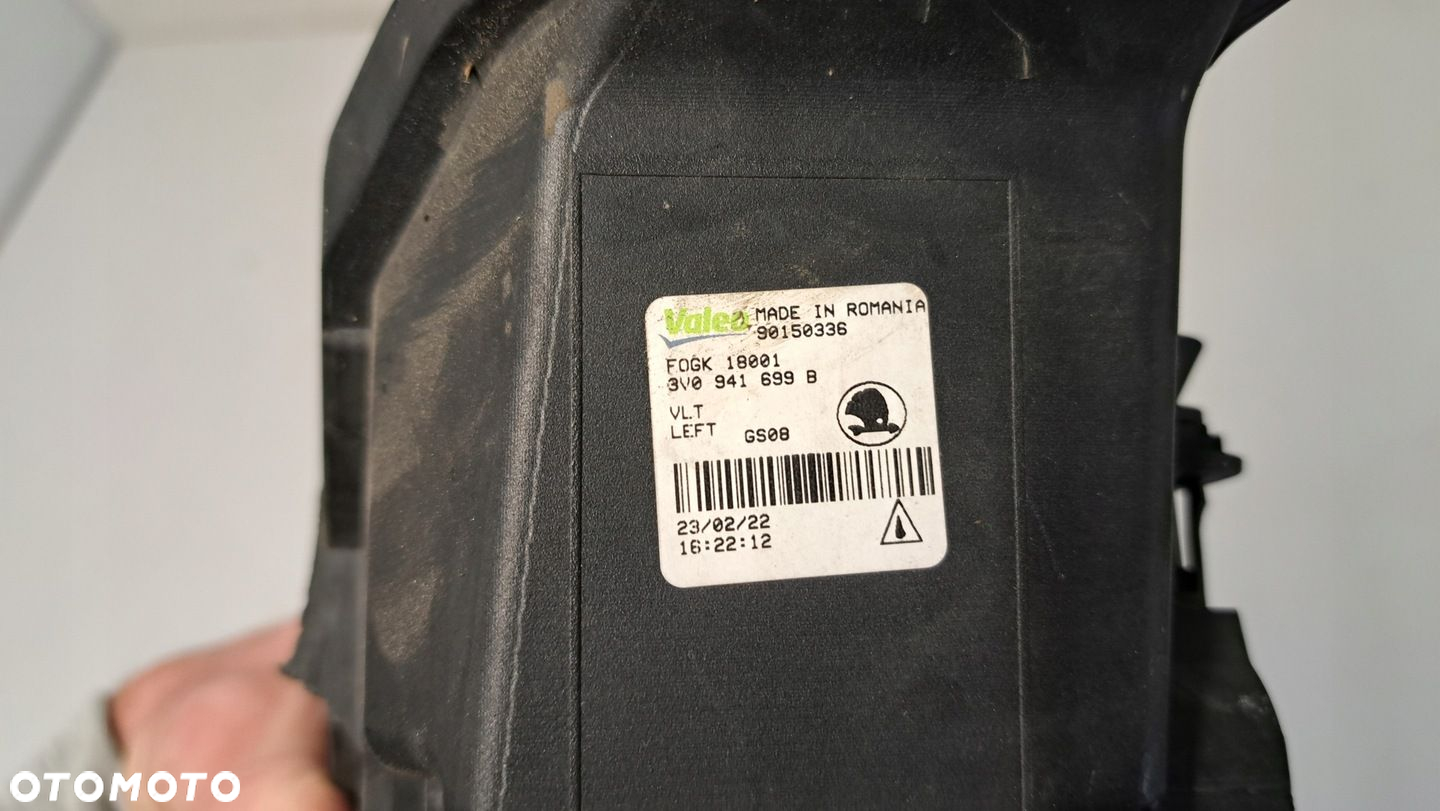 Valeo MADE IN ROMANIA
90150336
FOGK 18001
3V0 941 699 B
VLT
LEFT GS08
23/02/22
16:22:12
OTOMOTO